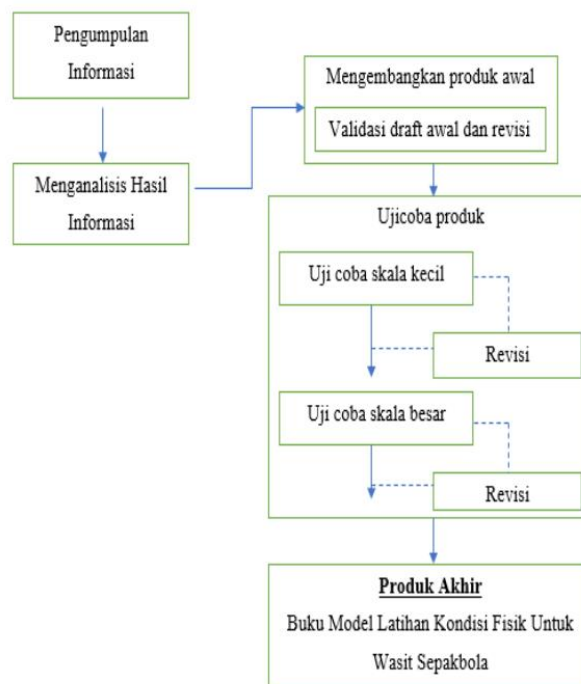 Pengumpulan
Informasi
Menganalisis Hasil
Informasi
Mengembangkan produk awal
Validasi draft awal dan revisi
Ujicoba produk
Uji coba skala kecil
Revisi
Uji coba skala besar
Revisi
Produk Akhir
Buku Model Latihan Kondisi Fisik Untuk
Wasit Sepakbola